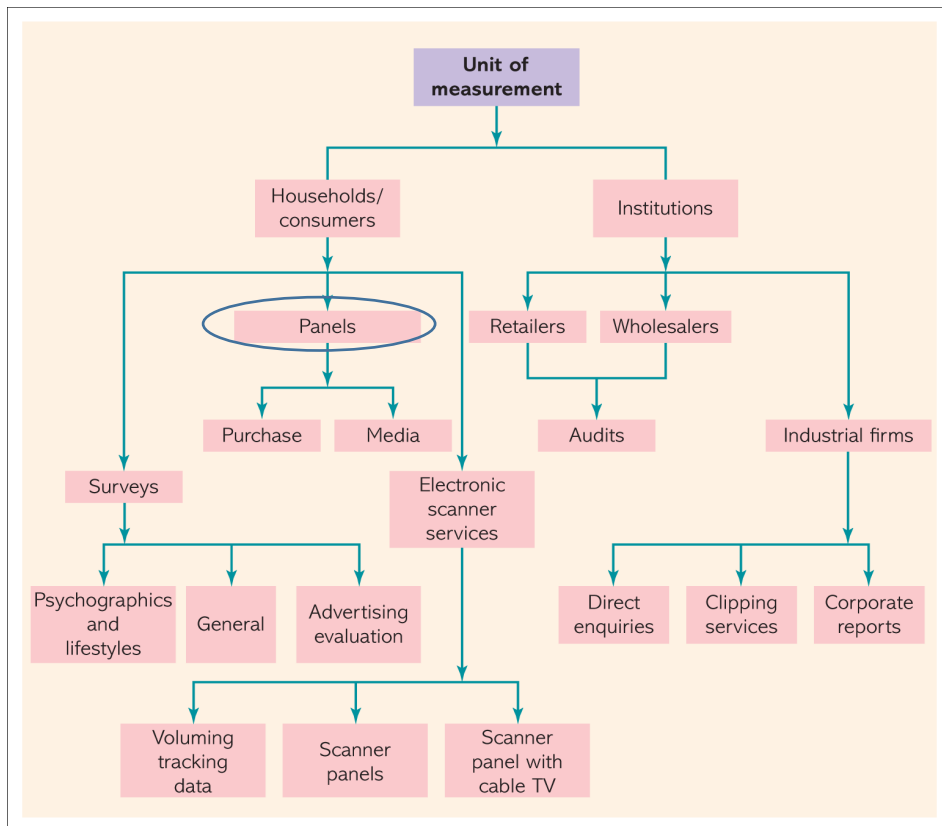 Unit of
measurement
Households/
consumers
Institutions
Panels
Retailers
Wholesalers
Purchase
Media
Audits
Industrial firms
Surveys
Electronic
scanner
services
Psychographics
and
lifestyles
General
Advertising
evaluation
Direct
enquiries
Clipping
services
Corporate
reports
Voluming
tracking
data
Scanner
panels
Scanner
panel with
cable TV